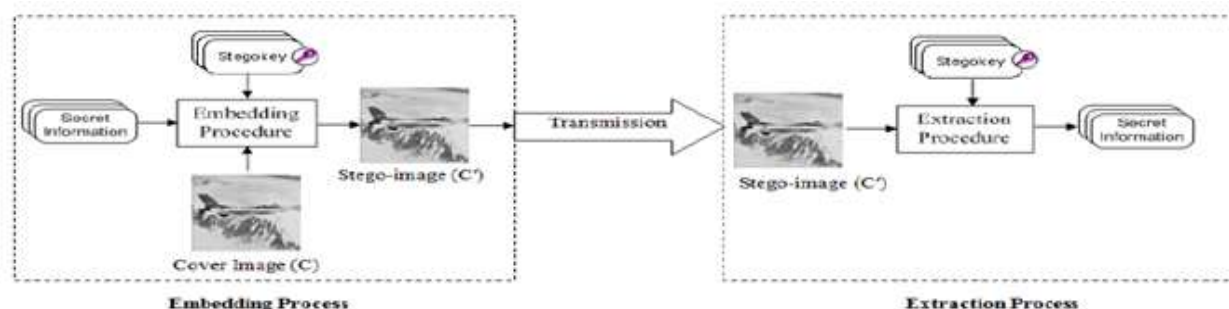 Stegokey
Secret
Information
Embedding
Procedure
Stego-image (C')
Cover Image (C)
Embedding Process
Transmission
Stegokey
Extraction
Procedure
Secret
Information
Stego-image (C')
Extraction Process